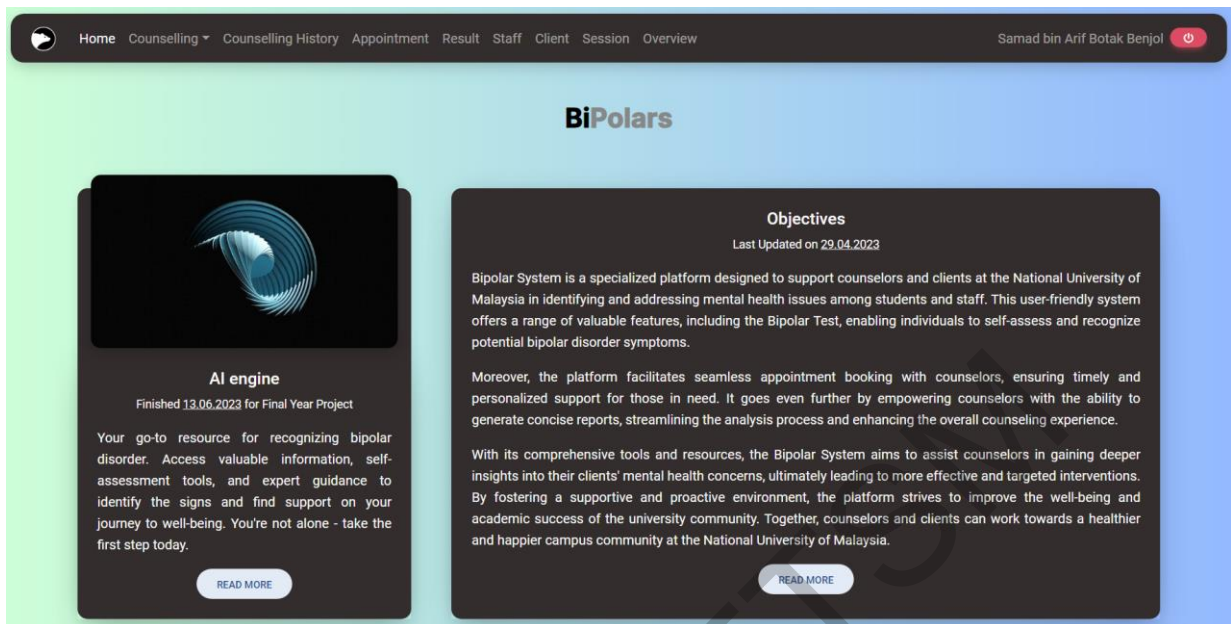 Home Counselling Counselling History Appointment Result Staff Client Session Overview Samad bin Arif Botak Benjol
BiPolars
AI engine
Finished 13.06.2023 for Final Year Project
Your go-to resource for recognizing bipolar
disorder. Access valuable information, self-
assessment tools, and expert guidance to
identify the signs and find support on your
journey to well-being. You're not alone - take the
first step today.
READ MORE
Objectives
Last Updated on 29.04.2023
Bipolar System is a specialized platform designed to support counselors and clients at the National University of
Malaysia in identifying and addressing mental health issues among students and staff. This user-friendly system
offers a range of valuable features, including the Bipolar Test, enabling individuals to self-assess and recognize
potential bipolar disorder symptoms.
Moreover, the platform facilitates seamless appointment booking with counselors, ensuring timely and
personalized support for those in need. It goes even further by empowering counselors with the ability to
generate concise reports, streamlining the analysis process and enhancing the overall counseling experience.
With its comprehensive tools and resources, the Bipolar System aims to assist counselors in gaining deeper
insights into their clients' mental health concerns, ultimately leading to more effective and targeted interventions.
By fostering a supportive and proactive environment, the platform strives to improve the well-being and
academic success of the university community. Together, counselors and clients can work towards a healthier
and happier campus community at the National University of Malaysia.
READ MORE